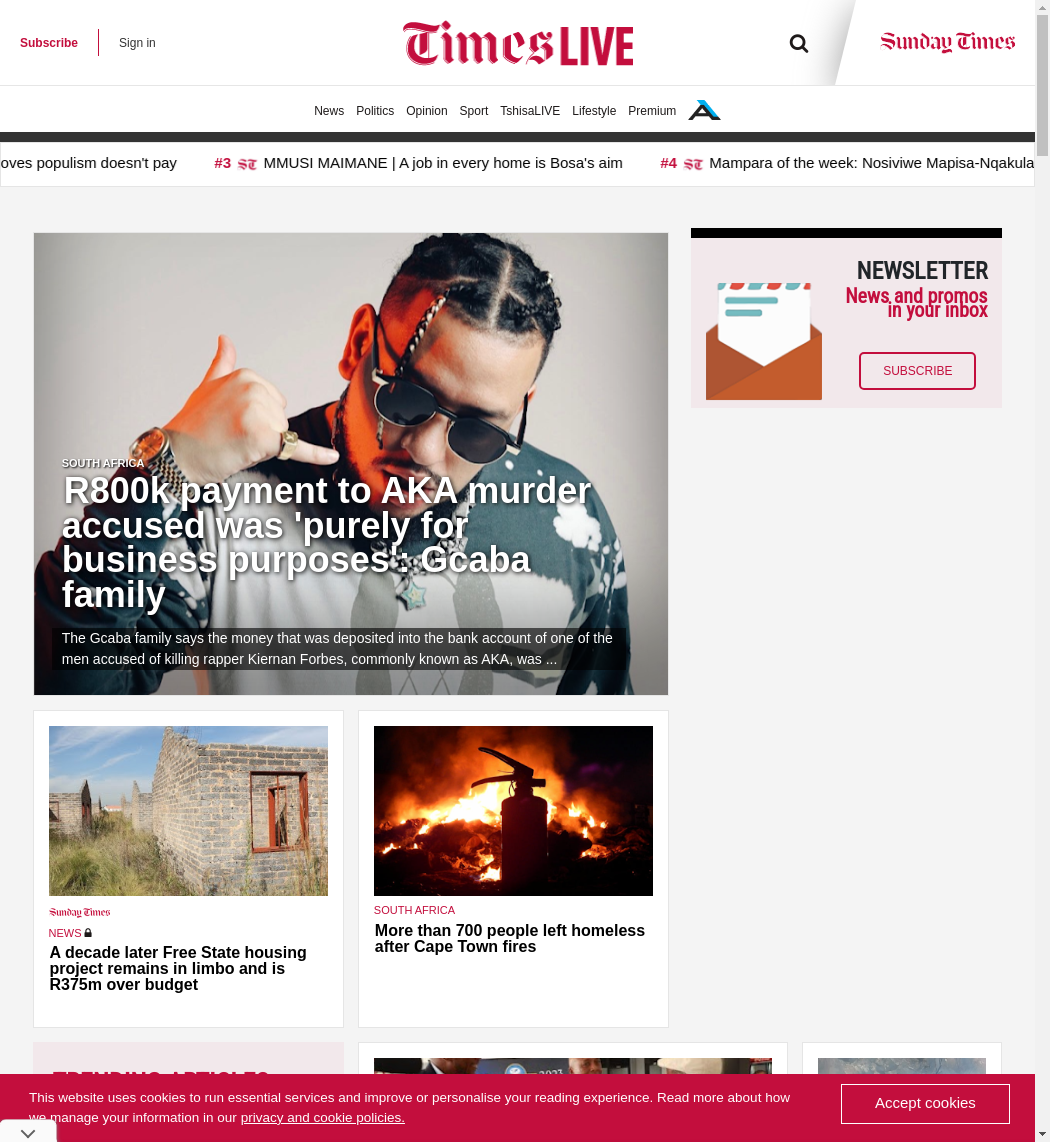 Subscribe
Sign in
Times LIVE
Sunday Times
News Politics Opinion Sport TshisaLIVE Lifestyle Premium
oves populism doesn't pay #3 ST MMUSI MAIMANE | A job in every home is Bosa's aim #4 ST Mampara of the week: Nosiviwe Mapisa-Nqakula
NEWSLETTER
News and promos
in your inbox
SUBSCRIBE
SOUTH AFRICA
R800k payment to AKA murder
accused was 'purely for
business purposes': Gcaba
family
The Gcaba family says the money that was deposited into the bank account of one of the
men accused of killing rapper Kiernan Forbes, commonly known as AKA, was ...
Sunday Times
NEWS
A decade later Free State housing
project remains in limbo and is
R375m over budget
SOUTH AFRICA
More than 700 people left homeless
after Cape Town fires
TRENDING ARTICLES
This website uses cookies to run essential services and improve or personalise your reading experience. Read more about how
we manage your information in our privacy and cookie policies.
Accept cookies